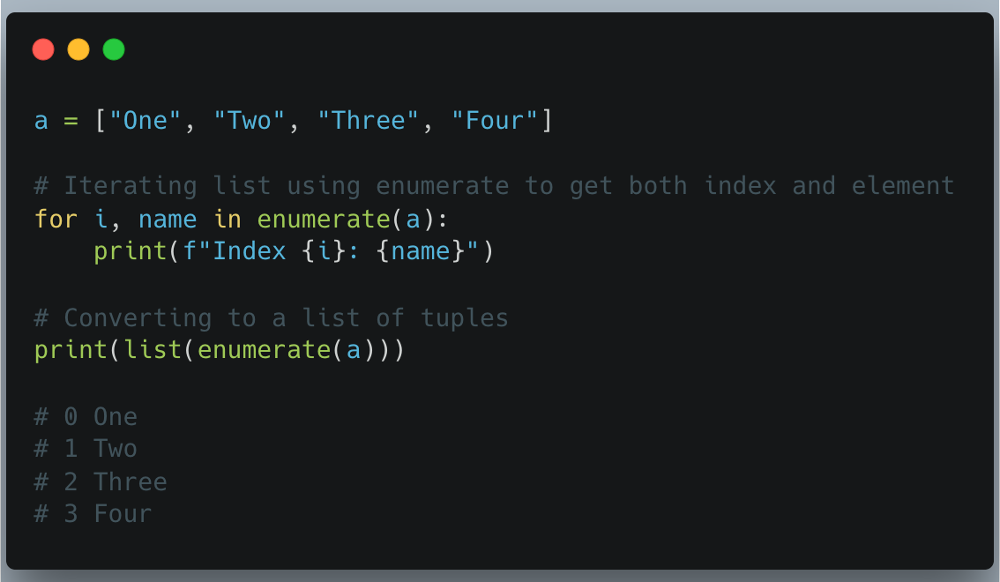 a = ["One", "Two", "Three", "Four"]
# Iterating list using enumerate to get both index and element
for i, name in enumerate(a):
    print(f"Index {i}: {name}")
# Converting to a list of tuples
print(list(enumerate(a)))
# 0 One
# 1 Two
# 2 Three
# 3 Four